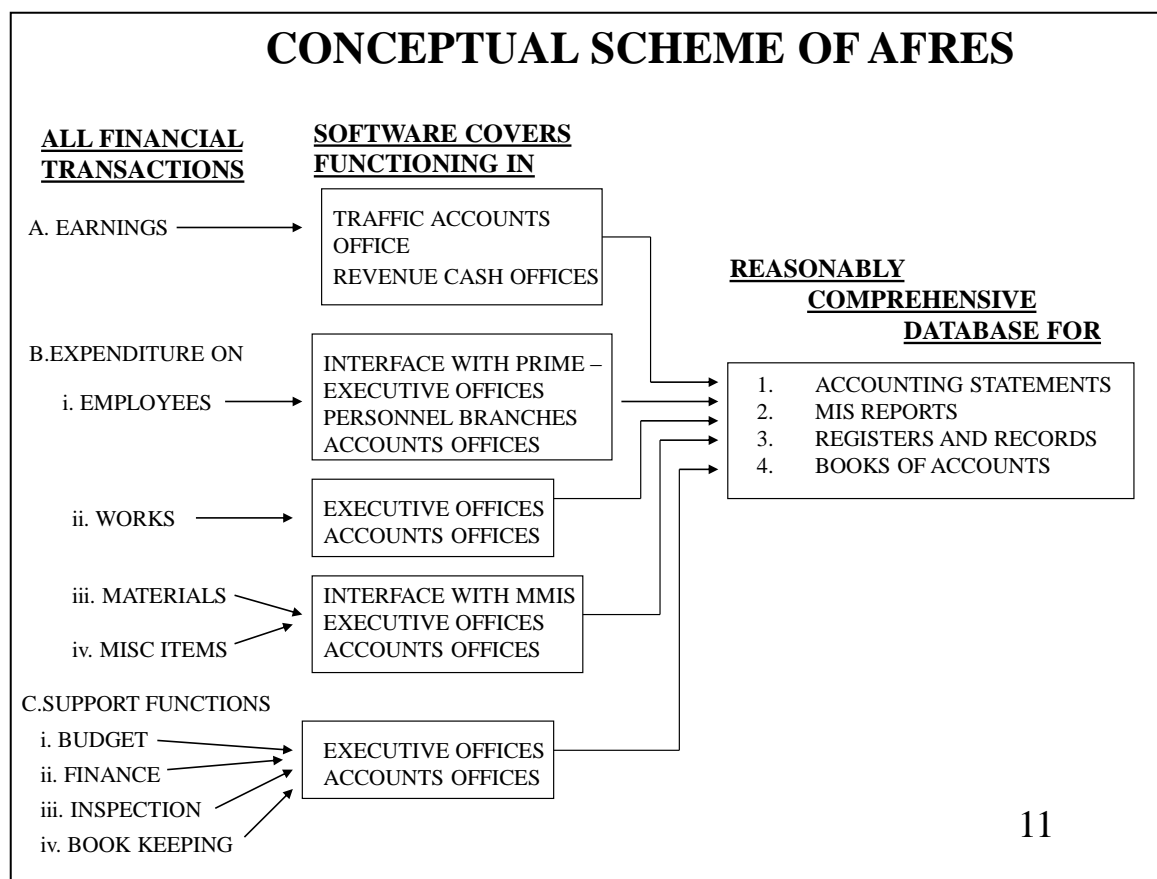 CONCEPTUAL SCHEME OF AFRES
ALL FINANCIAL
TRANSACTIONS
SOFTWARE COVERS
FUNCTIONING IN
A. EARNINGS
TRAFFIC ACCOUNTS
OFFICE
REVENUE CASH OFFICES
REASONABLY
COMPREHENSIVE
DATABASE FOR
B.EXPENDITURE ON
i. EMPLOYEES
INTERFACE WITH PRIME –
EXECUTIVE OFFICES
PERSONNEL BRANCHES
ACCOUNTS OFFICES
1. ACCOUNTING STATEMENTS
2. MIS REPORTS
3. REGISTERS AND RECORDS
4. BOOKS OF ACCOUNTS
ii. WORKS
EXECUTIVE OFFICES
ACCOUNTS OFFICES
iii. MATERIALS
iv. MISC ITEMS
INTERFACE WITH MMIS
EXECUTIVE OFFICES
ACCOUNTS OFFICES
C.SUPPORT FUNCTIONS
i. BUDGET
ii. FINANCE
iii. INSPECTION
iv. BOOK KEEPING
EXECUTIVE OFFICES
ACCOUNTS OFFICES
11